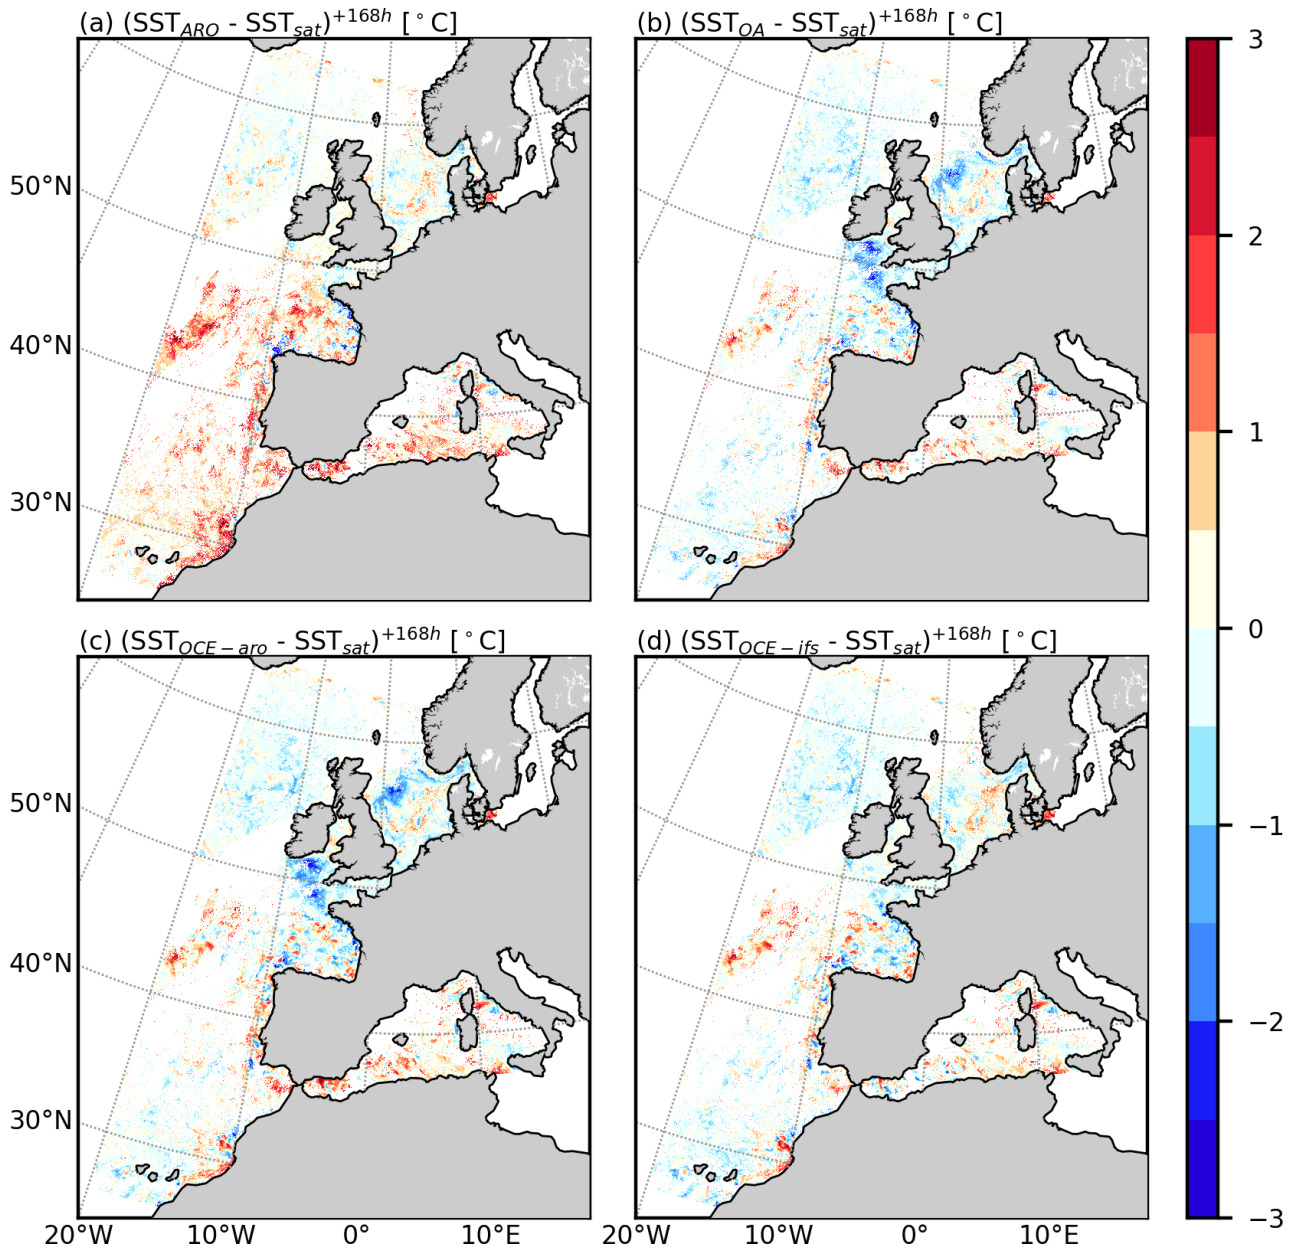 (a) (SST_ARO - SST_sat)^+168h [°C]
(b) (SST_OA - SST_sat)^+168h [°C]
50°N
40°N
30°N
(c) (SST_OCE-aro - SST_sat)^+168h [°C]
(d) (SST_OCE-ifs - SST_sat)^+168h [°C]
50°N
40°N
30°N
20°W 10°W 0° 10°E
20°W 10°W 0° 10°E
3
2
1
0
−1
−2
−3